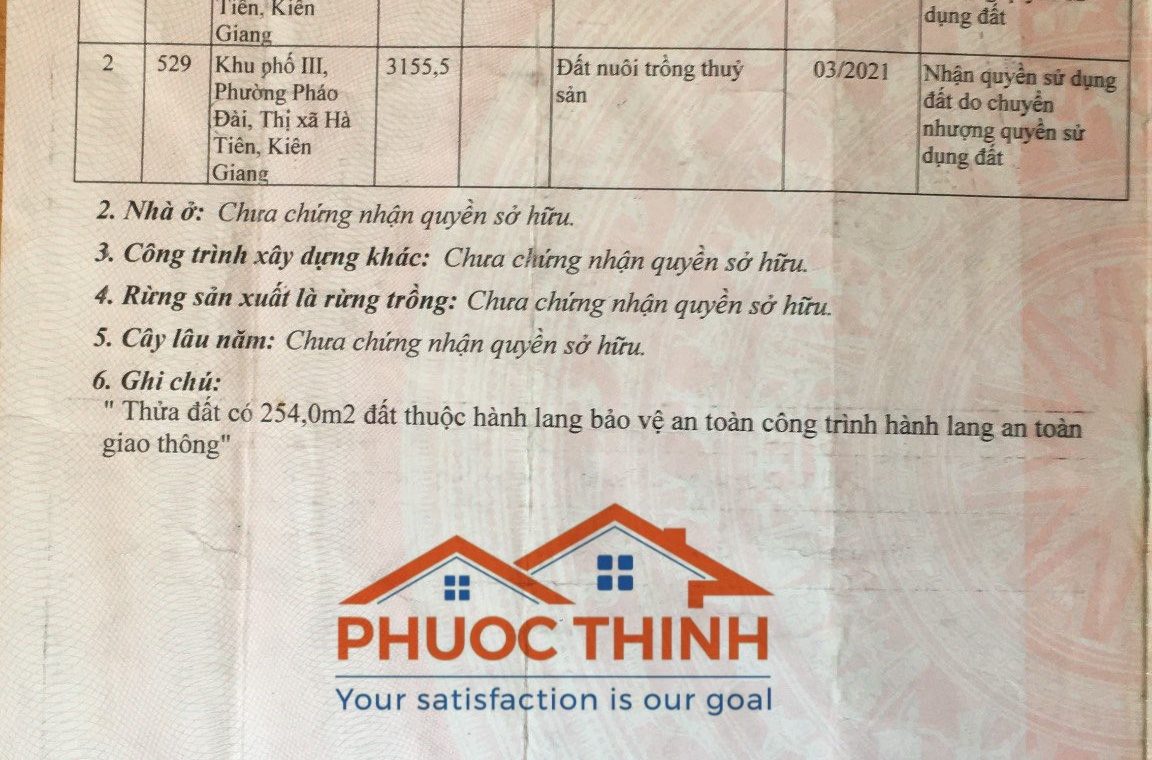 Tiên, Kiên
Giang
dụng đất
2 529 Khu phố III, 3155,5 Đất nuôi trồng thuỷ 03/2021 Nhận quyền sử dụng
Phường Pháo sản đất do chuyển
Đài, Thị xã Hà nhượng quyền sử
Tiên, Kiên dụng đất
Giang
2. Nhà ở: Chưa chứng nhận quyền sở hữu.
3. Công trình xây dựng khác: Chưa chứng nhận quyền sở hữu.
4. Rừng sản xuất là rừng trồng: Chưa chứng nhận quyền sở hữu.
5. Cây lâu năm: Chưa chứng nhận quyền sở hữu.
6. Ghi chú:
" Thửa đất có 254,0m2 đất thuộc hành lang bảo vệ an toàn công trình hành lang an toàn
giao thông"
PHUOC THINH
Your satisfaction is our goal